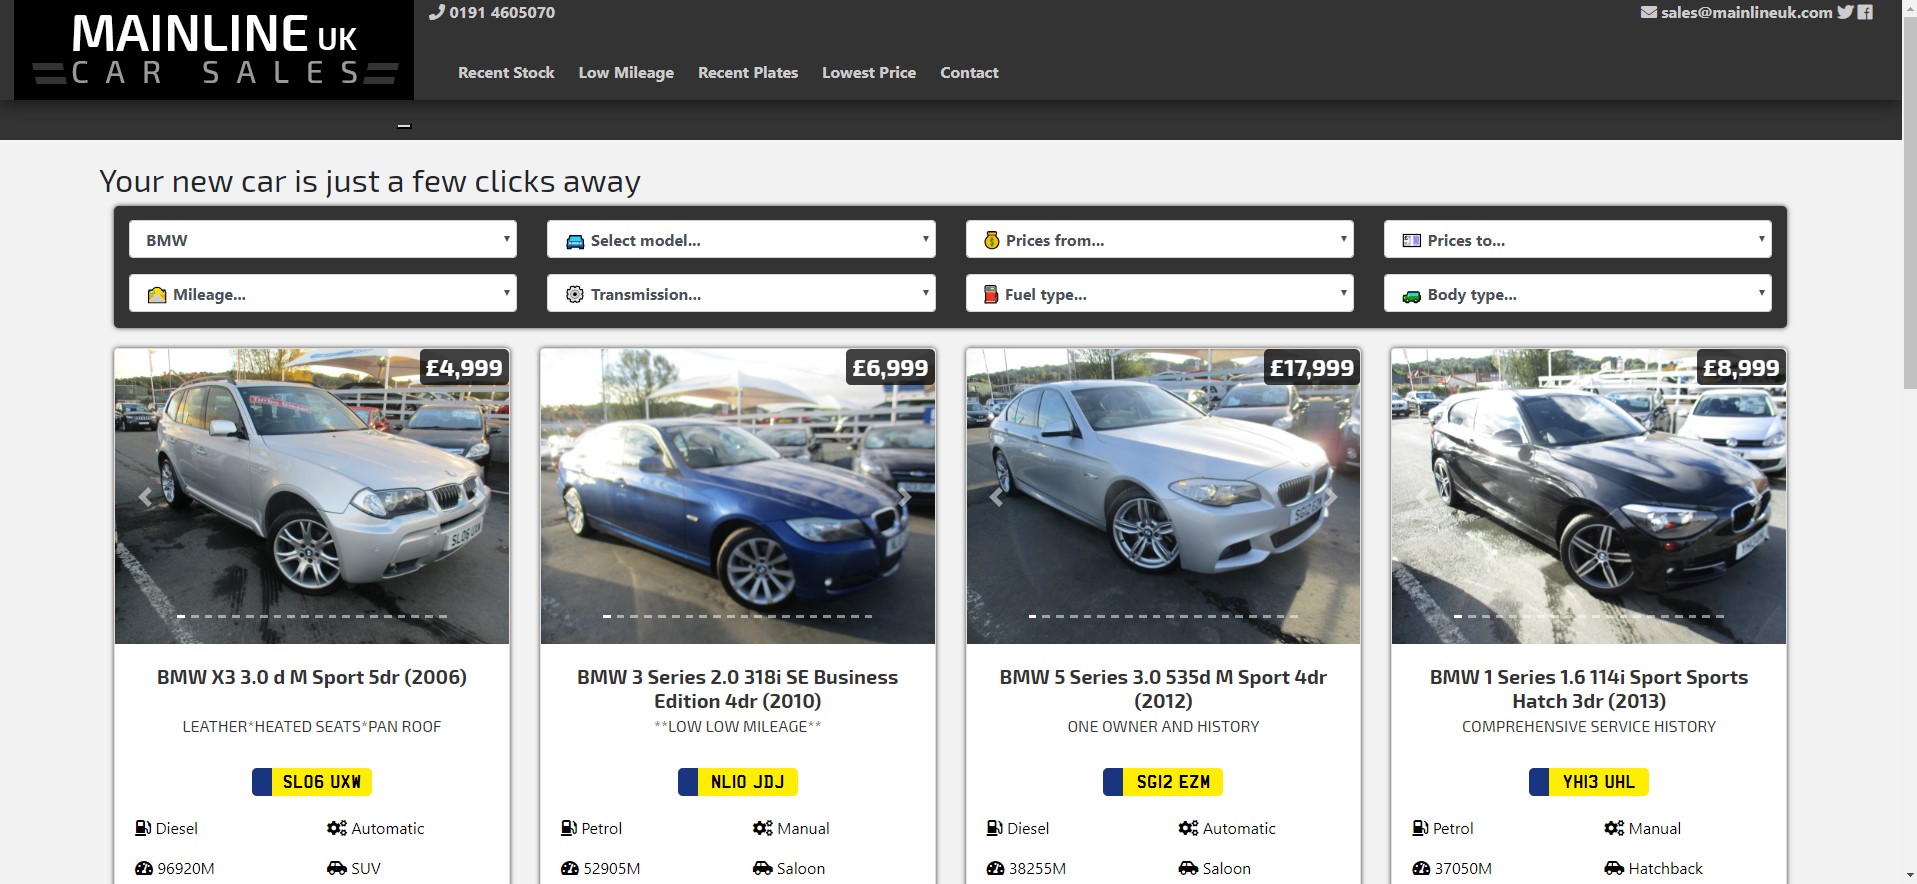 MAINLINE UK
CAR SALES
0191 4605070
sales@mainlineuk.com
Recent Stock Low Mileage Recent Plates Lowest Price Contact
Your new car is just a few clicks away
BMW Select model... Prices from... Prices to...
Mileage... Transmission... Fuel type... Body type...
£4,999
£6,999
£17,999
£8,999
SL06 UXW
BMW X3 3.0 d M Sport 5dr (2006)
LEATHER*HEATED SEATS*PAN ROOF
SL06 UXW
Diesel Automatic
96920M SUV
BMW 3 Series 2.0 318i SE Business
Edition 4dr (2010)
**LOW LOW MILEAGE**
NL10 JDJ
Petrol Manual
52905M Saloon
BMW 5 Series 3.0 535d M Sport 4dr
(2012)
ONE OWNER AND HISTORY
SG12 EZM
Diesel Automatic
38255M Saloon
BMW 1 Series 1.6 114i Sport Sports
Hatch 3dr (2013)
COMPREHENSIVE SERVICE HISTORY
YH13 UHL
Petrol Manual
37050M Hatchback